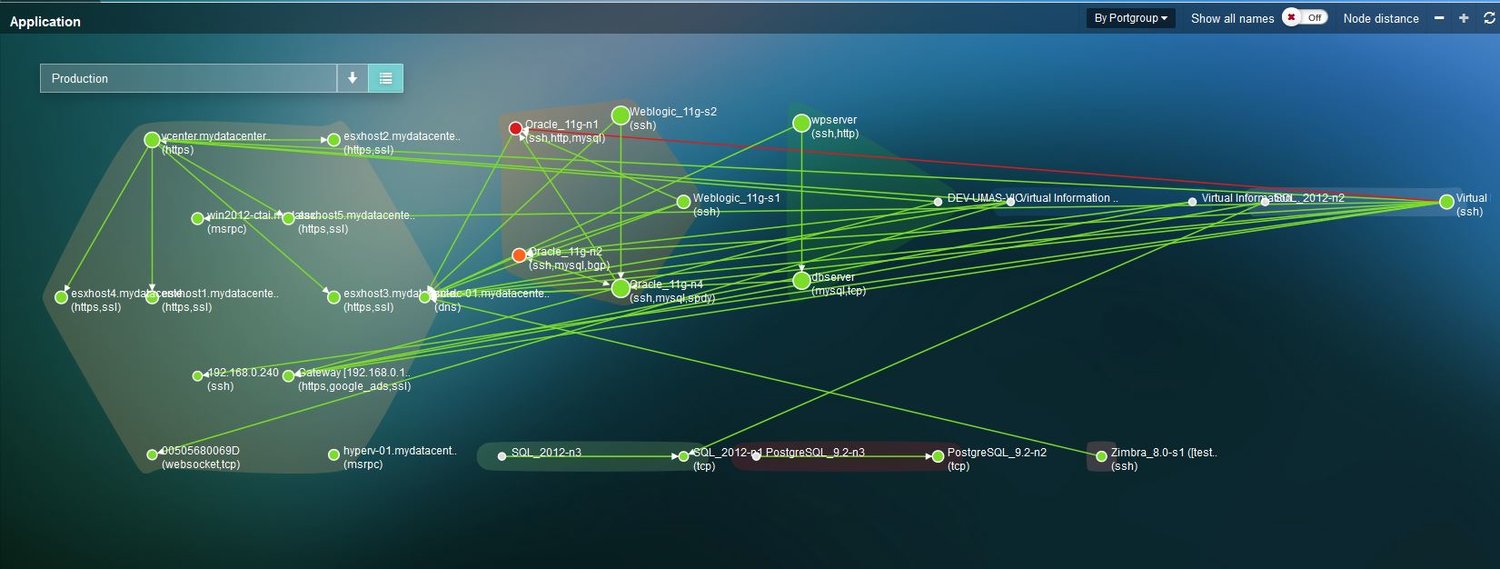 Application
By Portgroup
Show all names
Off
Node distance
Production
vcenter.mydatacenter..
(https)
esxhost2.mydatacente..
(https,ssl)
Oracle_11g-n1
(ssh,http,mysql)
Weblogic_11g-s2
(ssh)
wpserver
(ssh,http)
win2012-ctai.
(msrpc)
esxhost5.mydatacente..
(https,ssl)
Weblogic_11g-s1
(ssh)
DEV-UMAS-VIC
Virtual Information ..
Virtual
SQL_2012-n2
Virtual
(ssh)
Oracle_11g-n2
(ssh,mysql,bgp)
Oracle_11g-n4
(ssh,mysql,spdy)
dbserver
(mysql,tcp)
esxhost4.mydatacente
(https,ssl)
esxhost1.mydatacente..
(https,ssl)
esxhost3.
(https,ssl)
-01.mydatacente..
(dns)
192.168.0.240
(ssh)
Gateway [192.168.0.1..
(https,google_ads,ssl)
00505680069D
(websocket,tcp)
hyperv-01.mydatacent..
(msrpc)
SQL_2012-n3
SQL_2012-n1
(tcp)
PostgreSQL_9.2-n3
PostgreSQL_9.2-n2
(tcp)
Zimbra_8.0-s1 ([test..
(ssh)